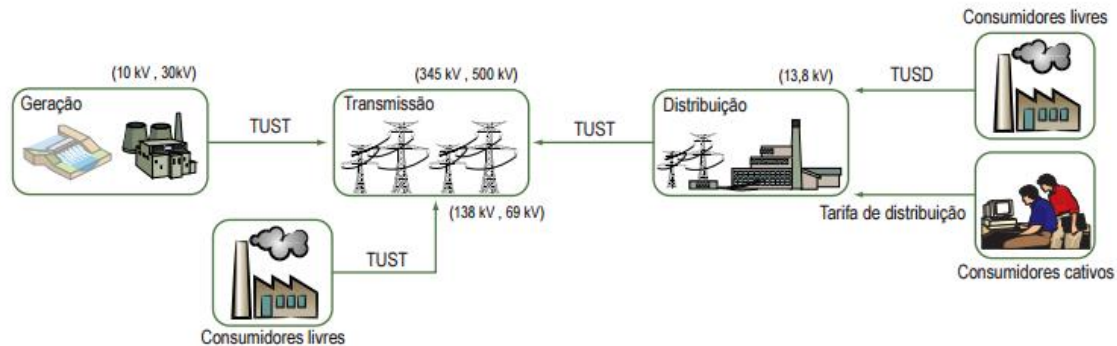 Consumidores livres
(10 kV , 30kV)
(345 kV , 500 kV)
(13,8 kV)
TUSD
Geração
Transmissão
Distribuição
TUST
TUST
(138 kV , 69 kV)
Tarifa de distribuição
TUST
Consumidores cativos
Consumidores livres